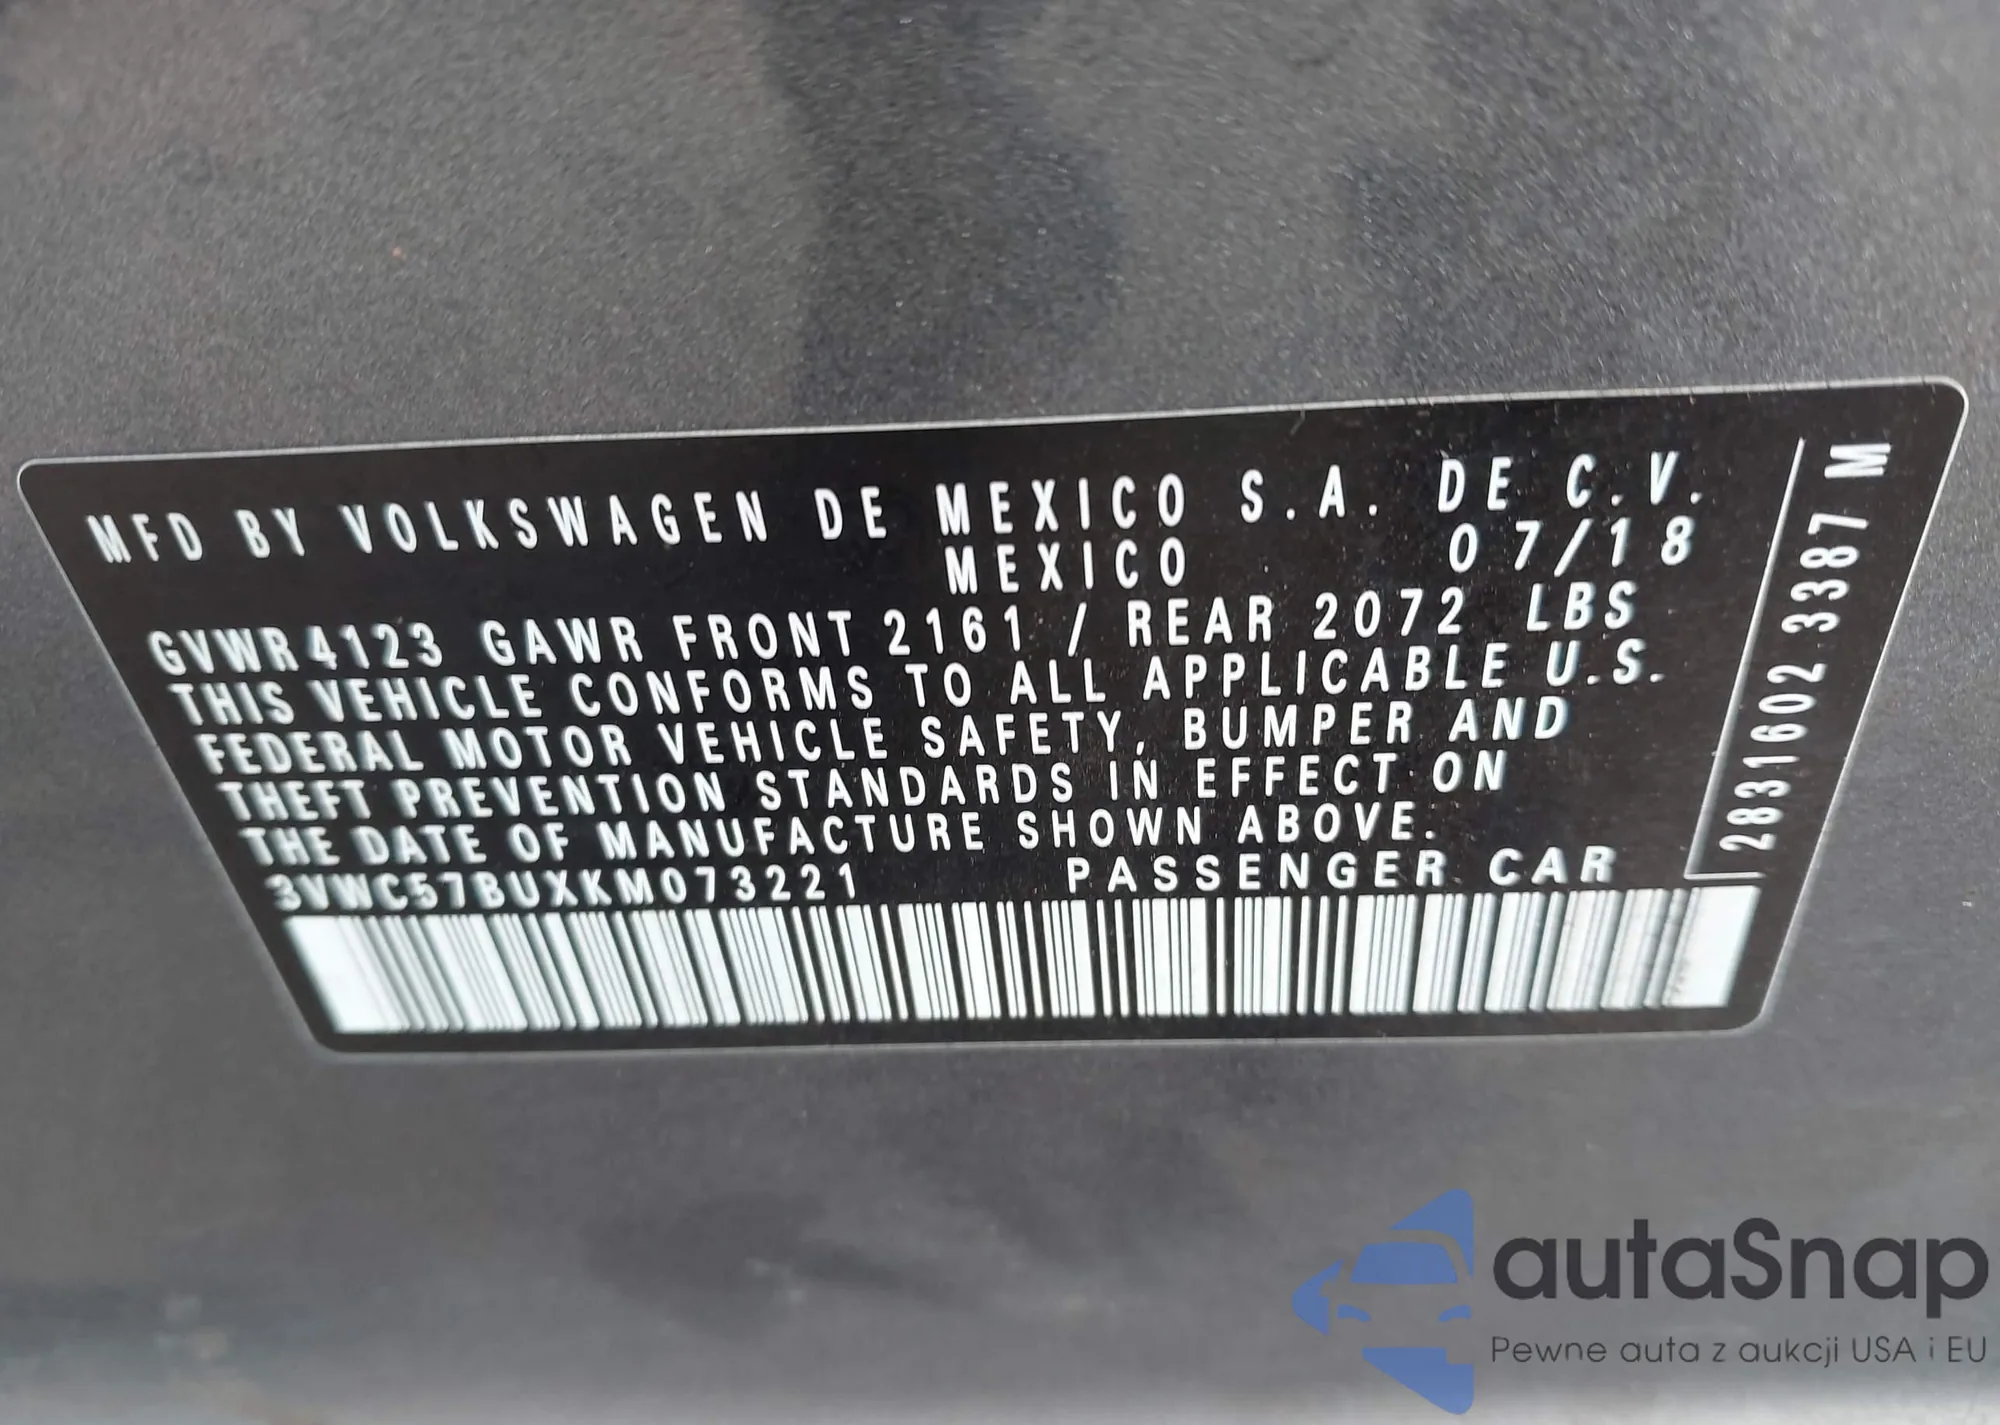 MFD BY VOLKSWAGEN DE MEXICO S.A. DE C.V.
MEXICO 07/18
GVWR 4123 GAWR FRONT 2161 / REAR 2072 LBS
THIS VEHICLE CONFORMS TO ALL APPLICABLE U.S.
FEDERAL MOTOR VEHICLE SAFETY, BUMPER AND
THEFT PREVENTION STANDARDS IN EFFECT ON
THE DATE OF MANUFACTURE SHOWN ABOVE.
3VWC57BUXKM073221 PASSENGER CAR
2831602 3387 M
autaSnap
Pewne auta z aukcji USA i EU